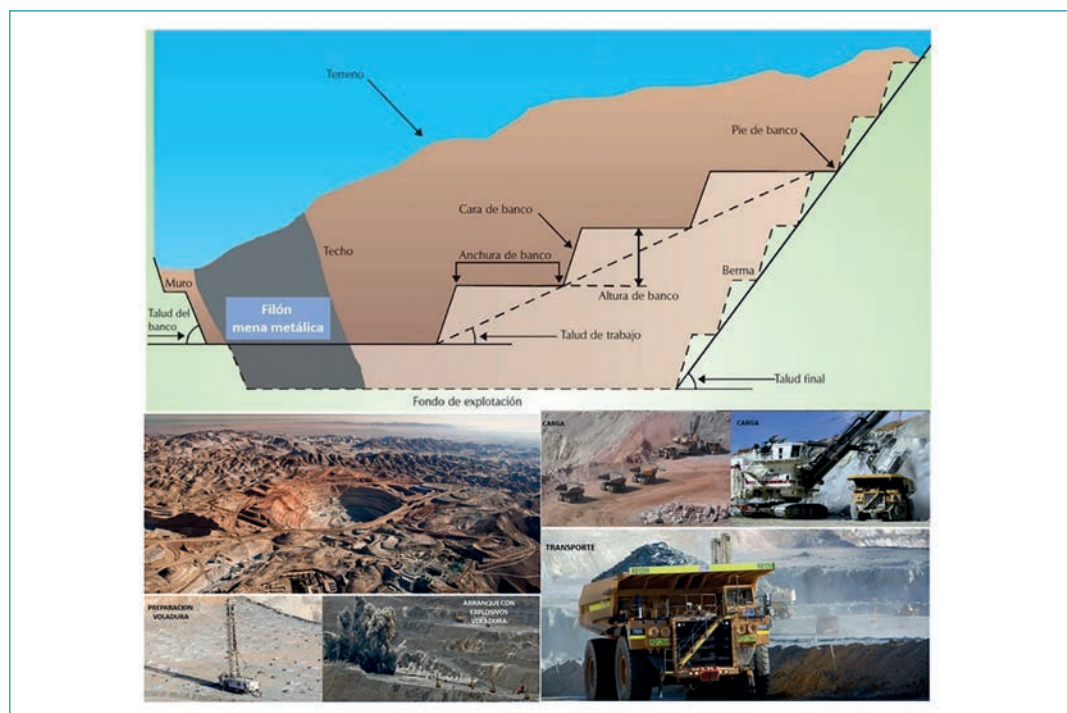 Terreno
Pie de banco
Cara de banco
Techo
Anchura de banco
Berma
Muro
Altura de banco
Filón
mena metálica
Talud del
banco
Talud de trabajo
Talud final
Fondo de explotación
CARGA
CARGA
TRANSPORTE
PREPARACION
VOLADURA
ARRANQUE CON
EXPLOSIVOS
VOLADURA